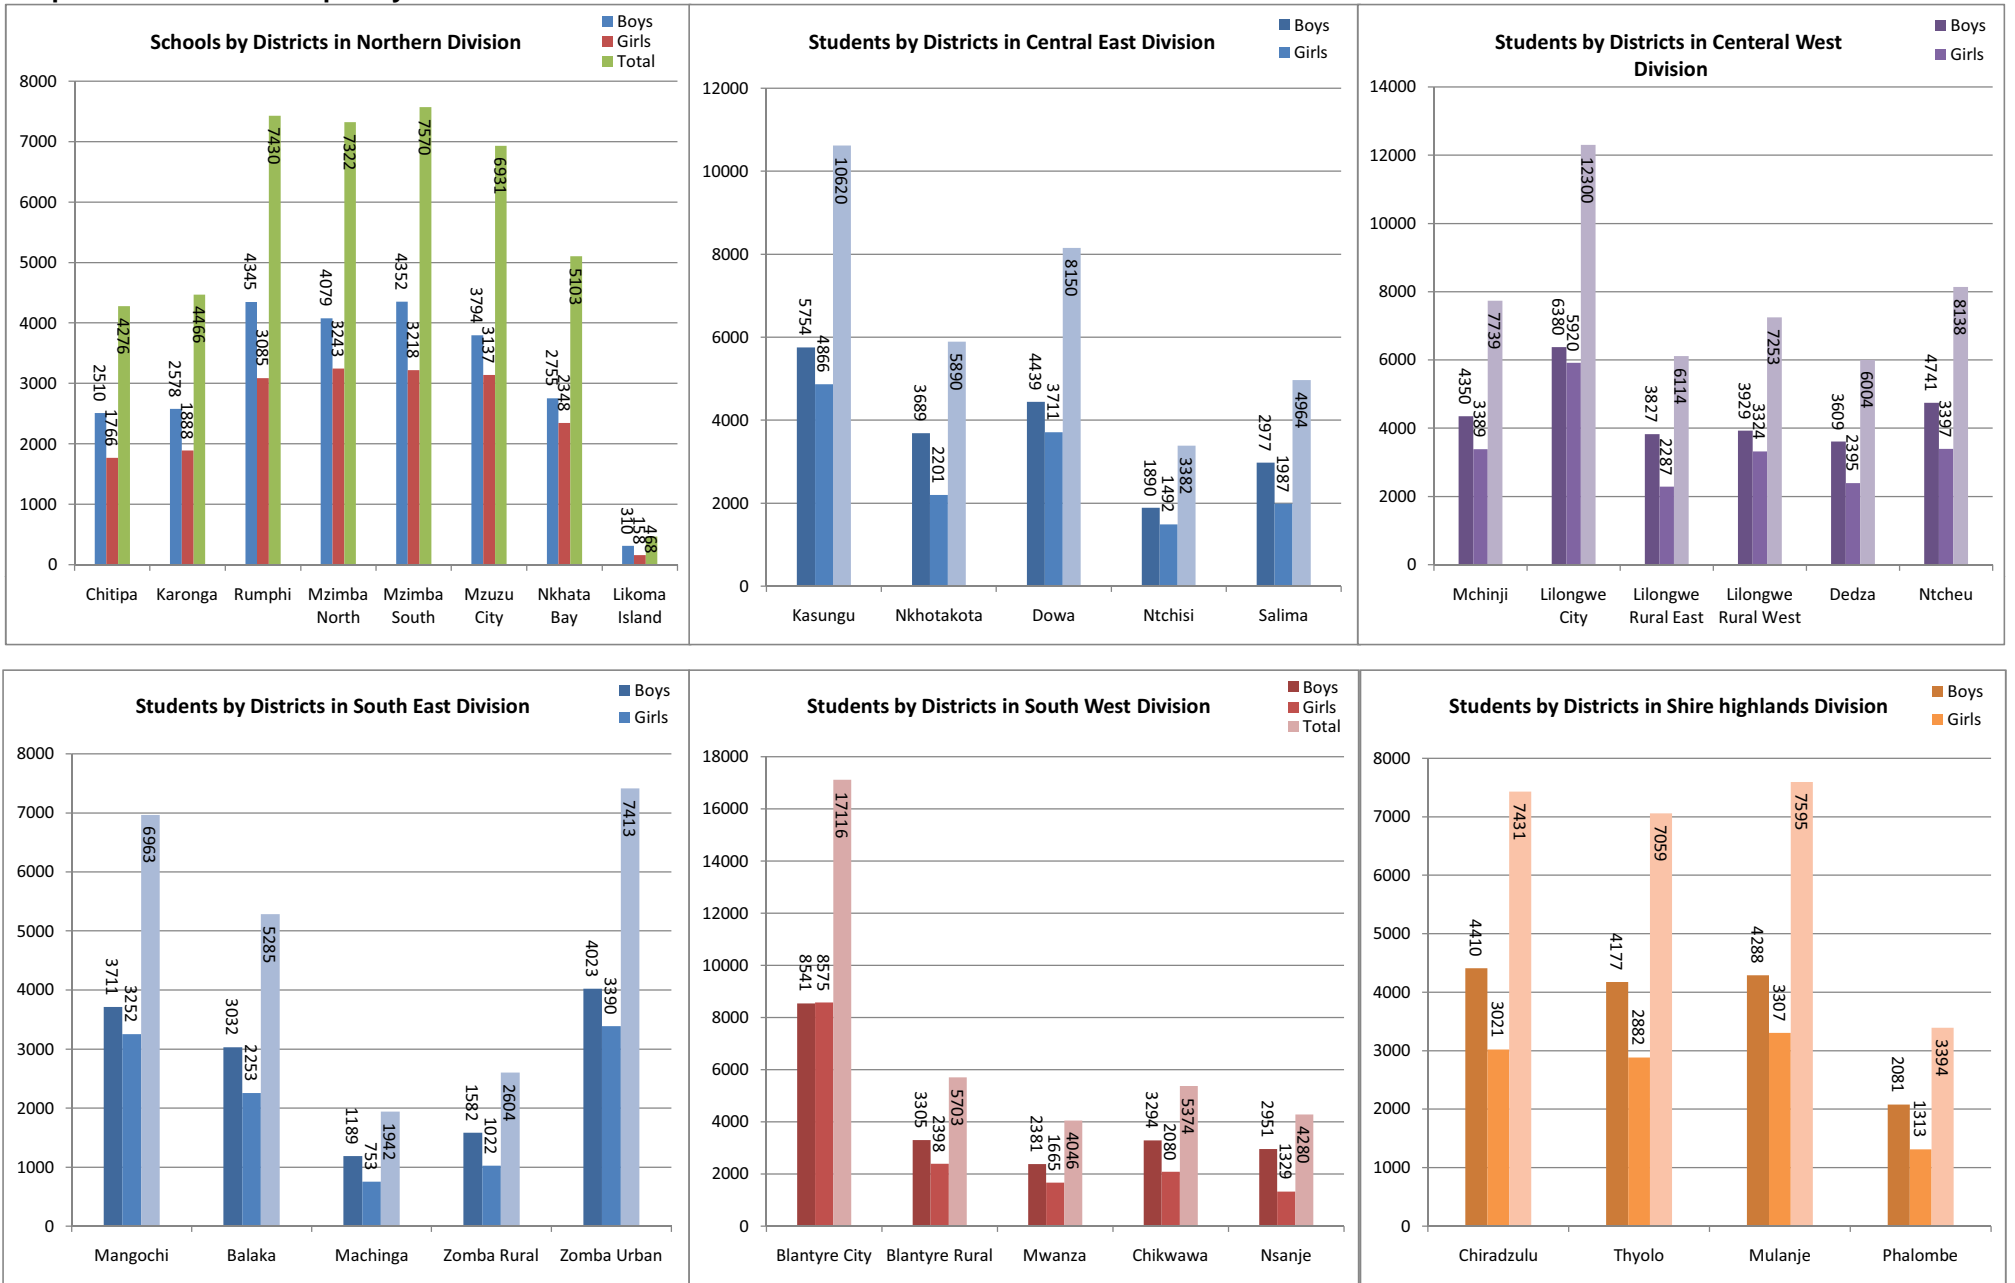 Schools by Districts in Northern Division
Boys
Girls
Total
8000
7000
6000
5000
4000
3000
2000
1000
0
2510
1766
4276
2578
1888
4466
4345
3085
7430
4079
3243
7322
4352
3218
7570
3794
3137
6931
2755
2348
5103
310
158
468
Chitipa
Karonga
Rumphi
Mzimba
North
Mzimba
South
Mzuzu
City
Nkhata
Bay
Likoma
Island
Students by Districts in Central East Division
Boys
Girls
12000
10000
8000
6000
4000
2000
0
5754
4866
10620
3689
2201
5890
4439
3711
8150
1890
1492
3382
2977
1987
4964
Kasungu
Nkhotakota
Dowa
Ntchisi
Salima
Students by Districts in Centeral West
Division
Boys
Girls
14000
12000
10000
8000
6000
4000
2000
0
4350
3389
7739
6380
5920
12300
3827
2287
6114
3929
3324
7253
3609
2395
6004
4741
3397
8138
Mchinji
Lilongwe
City
Lilongwe
Rural East
Lilongwe
Rural West
Dedza
Ntcheu
Students by Districts in South East Division
Boys
Girls
8000
7000
6000
5000
4000
3000
2000
1000
0
3711
3252
6963
3032
2253
5285
1189
753
1942
1582
1022
2604
4023
3390
7413
Mangochi
Balaka
Machinga
Zomba Rural
Zomba Urban
Students by Districts in South West Division
Boys
Girls
Total
18000
16000
14000
12000
10000
8000
6000
4000
2000
0
8541
8575
17116
3305
2398
5703
2381
1665
4046
3294
2080
5374
2951
1329
4280
Blantyre City
Blantyre Rural
Mwanza
Chikwawa
Nsanje
Students by Districts in Shire highlands Division
Boys
Girls
8000
7000
6000
5000
4000
3000
2000
1000
0
4410
3021
7431
4177
2882
7059
4288
3307
7595
2081
1313
3394
Chiradzulu
Thyolo
Mulanje
Phalombe